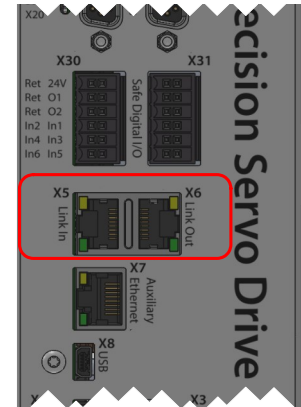 X20
X30 X31
Ret 24V
Ret O1
Ret O2
In2 In1
In4 In3
In6 In5
Safe Digital I/O
X5 X6
Link In
Link Out
X7
Auxiliary
Ethernet
X8
USB
X3
ecision Servo Drive